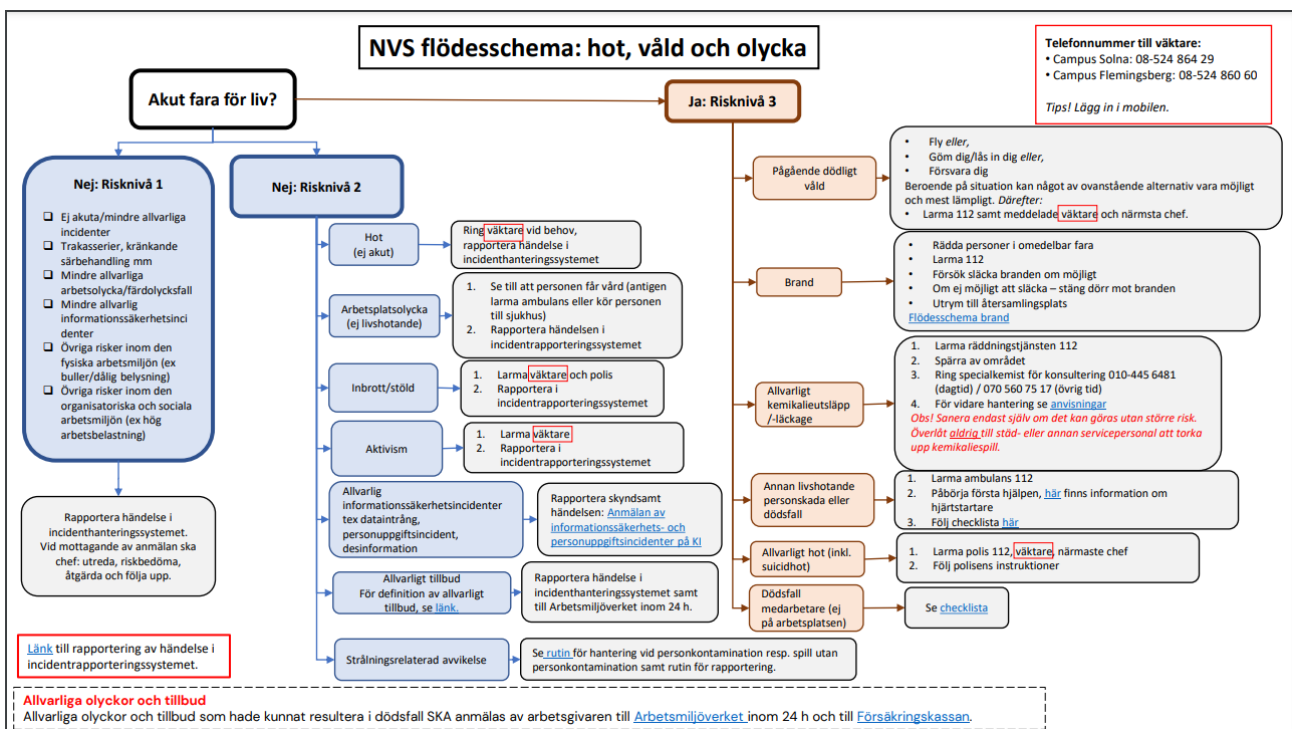 NVS flödesschema: hot, våld och olycka
Telefonnummer till väktare:
• Campus Solna: 08-524 864 29
• Campus Flemingsberg: 08-524 860 60
Tips! Lägg in i mobilen.
Akut fara för liv?
Ja: Risknivå 3
Nej: Risknivå 1
❑ Ej akuta/mindre allvarliga
incidenter
❑ Trakasserier, kränkande
särbehandling mm
❑ Mindre allvarliga
arbetsolycka/färdolycksfall
❑ Mindre allvarlig
informationssäkerhetsinci
denter
❑ Övriga risker inom den
fysiska arbetsmiljön (ex
buller/dålig belysning)
❑ Övriga risker inom den
organisatoriska och sociala
arbetsmiljön (ex hög
arbetsbelastning)
Rapportera händelse i
incidenthanteringssystemet.
Vid mottagande av anmälan ska
chef: utreda, riskbedöma,
åtgärda och följa upp.
Länk till rapportering av händelse i
incidentrapporteringssystemet.
Nej: Risknivå 2
Hot
(ej akut)
Ring väktare vid behov,
rapportera händelse i
incidenthanteringssystemet
Arbetsplatsolycka
(ej livshotande)
1. Se till att personen får vård (antigen
larma ambulans eller kör personen
till sjukhus)
2. Rapportera händelsen i
incidentrapporteringssystemet
Inbrott/stöld
1. Larma väktare och polis
2. Rapportera i
incidentrapporteringssystemet
Aktivism
1. Larma väktare
2. Rapportera i
incidentrapporteringssystemet
Allvarlig
informationssäkerhetsincidenter
tex dataintrång,
personuppgiftsincident,
desinformation
Rapportera skyndsamt
händelsen: Anmälan av
informationssäkerhets- och
personuppgiftsincidenter på KI
Allvarligt tillbud
För definition av allvarligt
tillbud, se länk.
Rapportera händelse i
incidenthanteringssystemet samt
till Arbetsmiljöverket inom 24 h.
Strålningsrelaterad avvikelse
Se rutin för hantering vid personkontamination resp. spill utan
personkontamination samt rutin för rapportering.
Pågående dödligt
våld
• Fly eller,
• Göm dig/lås in dig eller,
• Försvara dig
Beroende på situation kan något av ovanstående alternativ vara möjligt
och mest lämpligt. Därefter:
• Larma 112 samt meddelade väktare och närmsta chef.
Brand
• Rädda personer i omedelbar fara
• Larma 112
• Försök släcka branden om möjligt
• Om ej möjligt att släcka – stäng dörr mot branden
• Utrym till återsamlingsplats
Flödesschema brand
Allvarligt
kemikalieutsläpp
/-läckage
1. Larma räddningstjänsten 112
2. Spärra av området
3. Ring specialkemist för konsultering 010-445 6481
(dagtid) / 070 560 75 17 (övrig tid)
4. För vidare hantering se anvisningar
Obs! Sanera endast själv om det kan göras utan större risk.
Överlåt aldrig till städ- eller annan servicepersonal att torka
upp kemikaliespill.
Annan livshotande
personskada eller
dödsfall
1. Larma ambulans 112
2. Påbörja första hjälpen, här finns information om
hjärtstartare
3. Följ checklista här
Allvarligt hot (inkl.
suicidhot)
1. Larma polis 112, väktare, närmaste chef
2. Följ polisens instruktioner
Dödsfall
medarbetare (ej
på arbetsplatsen)
Se checklista
Allvarliga olyckor och tillbud
Allvarliga olyckor och tillbud som hade kunnat resultera i dödsfall SKA anmälas av arbetsgivaren till Arbetsmiljöverket inom 24 h och till Försäkringskassan.